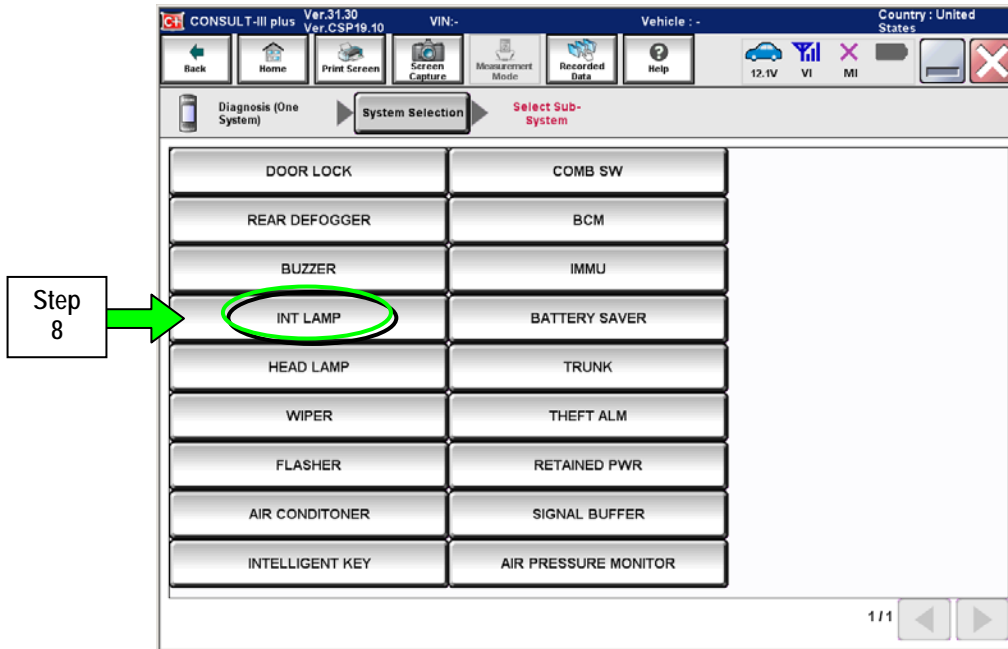 C+ CONSULT-III plus Ver.31.30 VIN:- Vehicle : - Country : United
Ver.CSP19.10 States
Back Home Print Screen Screen Capture Measurement Mode Recorded Data Help 12.1V VI MI
Diagnosis (One System) System Selection Select Sub-System
DOOR LOCK COMB SW
REAR DEFOGGER BCM
BUZZER IMMU
Step 8
INT LAMP BATTERY SAVER
HEAD LAMP TRUNK
WIPER THEFT ALM
FLASHER RETAINED PWR
AIR CONDITONER SIGNAL BUFFER
INTELLIGENT KEY AIR PRESSURE MONITOR
1/1